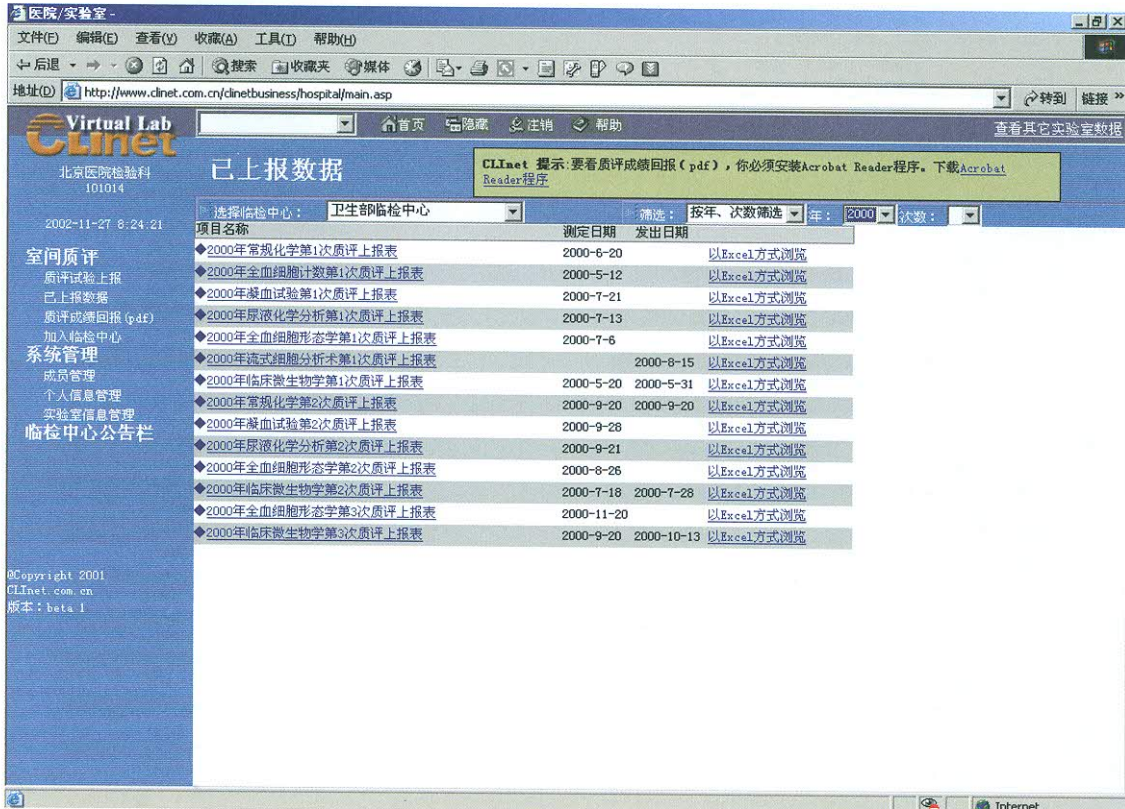 医院/实验室 -
文件(F) 编辑(E) 查看(V) 收藏(A) 工具(T) 帮助(H)
后退 搜索 收藏夹 媒体
地址(D) http://www.clinet.com.cn/clinetbusiness/hospital/main.asp 转到 链接 »
Virtual Lab 首页 隐藏 注销 帮助 查看其它实验室数据
CLinet
北京医院检验科
101014
2002-11-27 8:24:21
室间质评
质评试验上报
已上报数据
质评成绩回报(pdf)
加入临检中心
系统管理
成员管理
个人信息管理
实验室信息管理
临检中心公告栏
@Copyright 2001
CLInet.com.cn
版本：beta 1
已上报数据
CLInet 提示:要看质评成绩回报(pdf)，你必须安装Acrobat Reader程序。下载Acrobat
Reader程序
选择临检中心： 卫生部临检中心 筛选： 按年、次数筛选 年： 2000 次数：
项目名称 测定日期 发出日期
◆2000年常规化学第1次质评上报表 2000-6-20 以Excel方式浏览
◆2000年全血细胞计数第1次质评上报表 2000-5-12 以Excel方式浏览
◆2000年凝血试验第1次质评上报表 2000-7-21 以Excel方式浏览
◆2000年尿液化学分析第1次质评上报表 2000-7-13 以Excel方式浏览
◆2000年全血细胞形态学第1次质评上报表 2000-7-6 以Excel方式浏览
◆2000年流式细胞分析术第1次质评上报表 2000-8-15 以Excel方式浏览
◆2000年临床微生物学第1次质评上报表 2000-5-20 2000-5-31 以Excel方式浏览
◆2000年常规化学第2次质评上报表 2000-9-20 2000-9-20 以Excel方式浏览
◆2000年凝血试验第2次质评上报表 2000-9-28 以Excel方式浏览
◆2000年尿液化学分析第2次质评上报表 2000-9-21 以Excel方式浏览
◆2000年全血细胞形态学第2次质评上报表 2000-8-26 以Excel方式浏览
◆2000年临床微生物学第2次质评上报表 2000-7-18 2000-7-28 以Excel方式浏览
◆2000年全血细胞形态学第3次质评上报表 2000-11-20 以Excel方式浏览
◆2000年临床微生物学第3次质评上报表 2000-9-20 2000-10-13 以Excel方式浏览
Internet